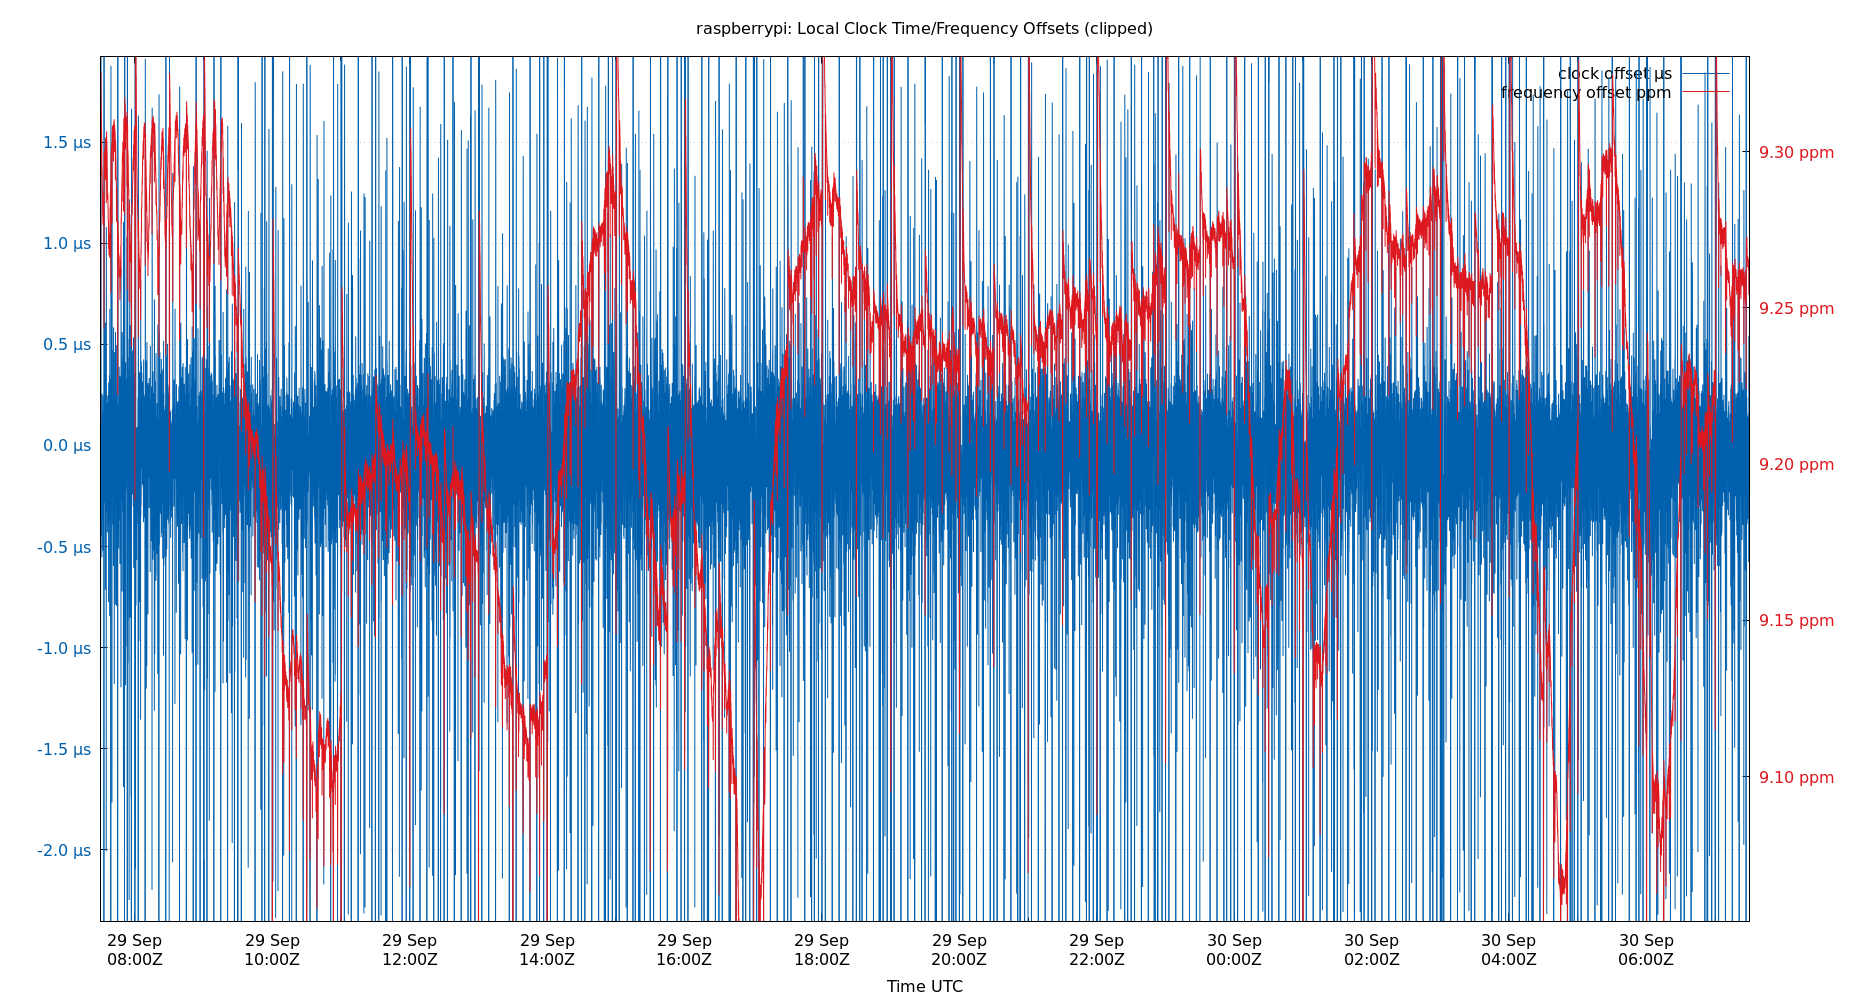 raspberrypi: Local Clock Time/Frequency Offsets (clipped)
clock offset µs
frequency offset ppm
1.5 µs
1.0 µs
0.5 µs
0.0 µs
-0.5 µs
-1.0 µs
-1.5 µs
-2.0 µs
9.30 ppm
9.25 ppm
9.20 ppm
9.15 ppm
9.10 ppm
29 Sep 29 Sep 29 Sep 29 Sep 29 Sep 29 Sep 29 Sep 29 Sep 30 Sep 30 Sep 30 Sep 30 Sep
08:00Z 10:00Z 12:00Z 14:00Z 16:00Z 18:00Z 20:00Z 22:00Z 00:00Z 02:00Z 04:00Z 06:00Z
Time UTC